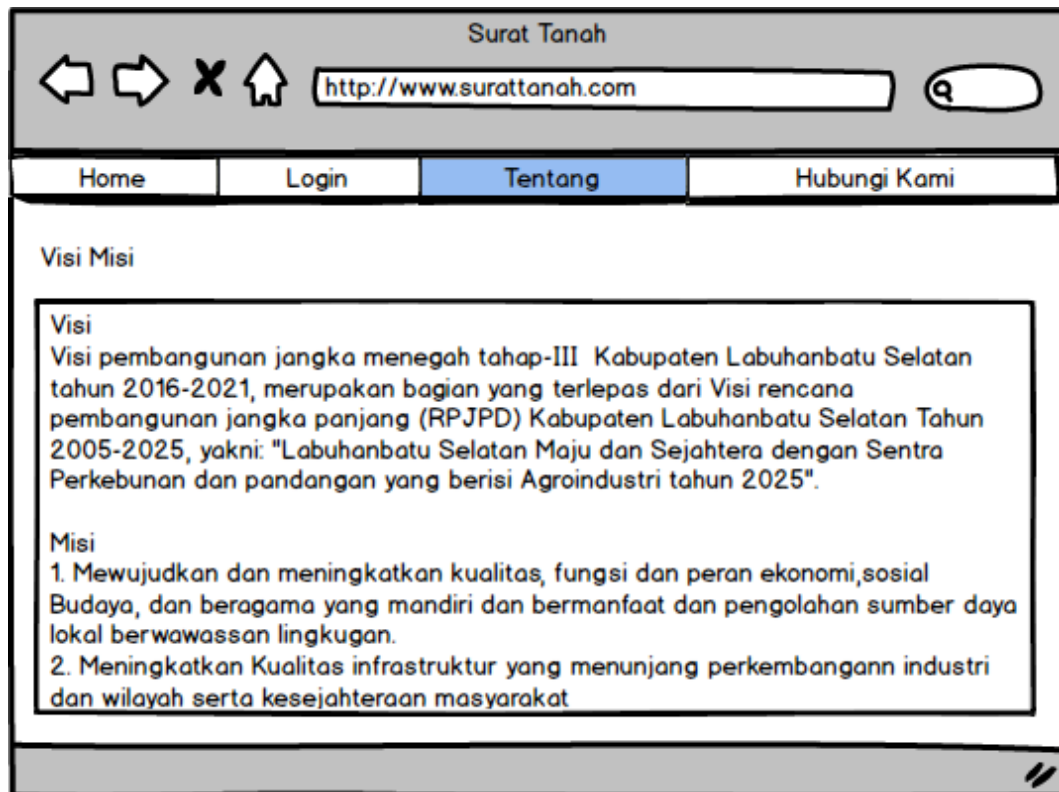 Surat Tanah
http://www.surattanah.com
Home Login Tentang Hubungi Kami
Visi Misi
Visi
Visi pembangunan jangka menegah tahap-III Kabupaten Labuhanbatu Selatan
tahun 2016-2021, merupakan bagian yang terlepas dari Visi rencana
pembangunan jangka panjang (RPJPD) Kabupaten Labuhanbatu Selatan Tahun
2005-2025, yakni: "Labuhanbatu Selatan Maju dan Sejahtera dengan Sentra
Perkebunan dan pandangan yang berisi Agroindustri tahun 2025".
Misi
1. Mewujudkan dan meningkatkan kualitas, fungsi dan peran ekonomi,sosial
Budaya, dan beragama yang mandiri dan bermanfaat dan pengolahan sumber daya
lokal berwawassan lingkugan.
2. Meningkatkan Kualitas infrastruktur yang menunjang perkembangann industri
dan wilayah serta kesejahteraan masyarakat